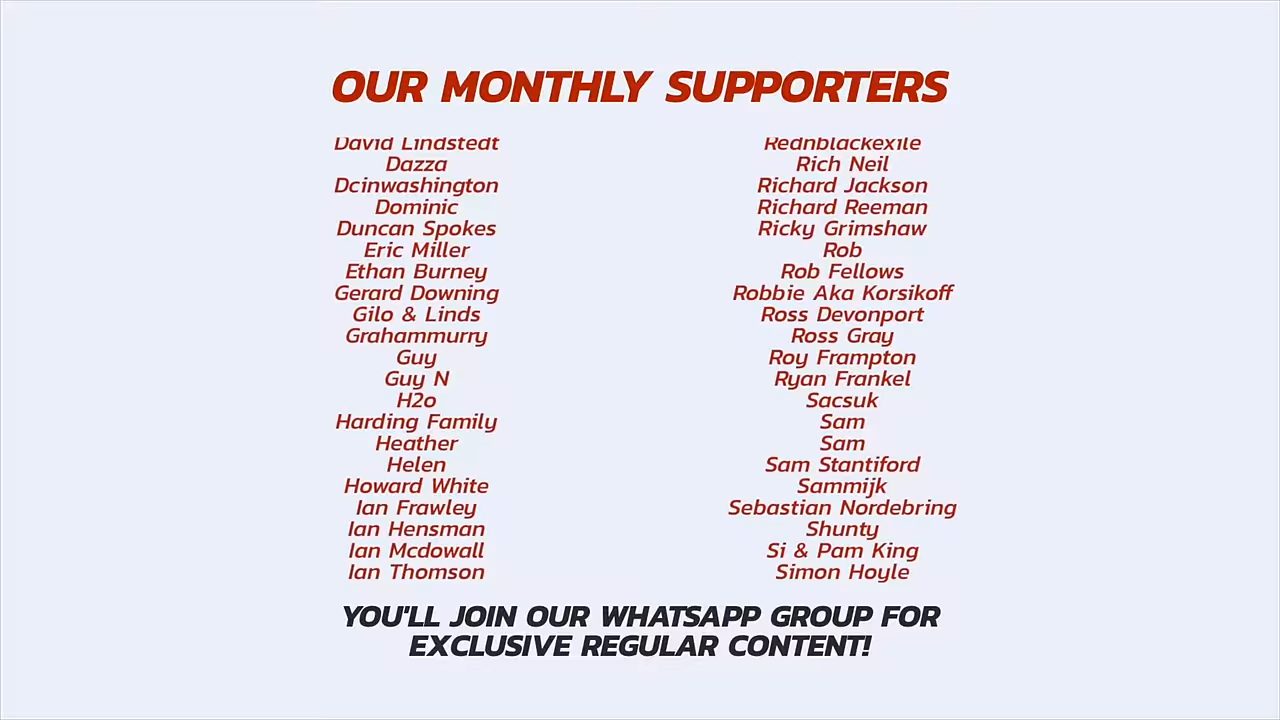 OUR MONTHLY SUPPORTERS
David Lindstedt
Dazza
Dcinwashington
Dominic
Duncan Spokes
Eric Miller
Ethan Burney
Gerard Downing
Gilo & Linds
Grahammurry
Guy
Guy N
H2o
Harding Family
Heather
Helen
Howard White
Ian Frawley
Ian Hensman
Ian Mcdowall
Ian Thomson
Rednblackexile
Rich Neil
Richard Jackson
Richard Reeman
Ricky Grimshaw
Rob
Rob Fellows
Robbie Aka Korsikoff
Ross Devonport
Ross Gray
Roy Frampton
Ryan Frankel
Sacsuk
Sam
Sam
Sam Stantiford
Sammijk
Sebastian Nordebring
Shunty
Si & Pam King
Simon Hoyle
YOU'LL JOIN OUR WHATSAPP GROUP FOR
EXCLUSIVE REGULAR CONTENT!